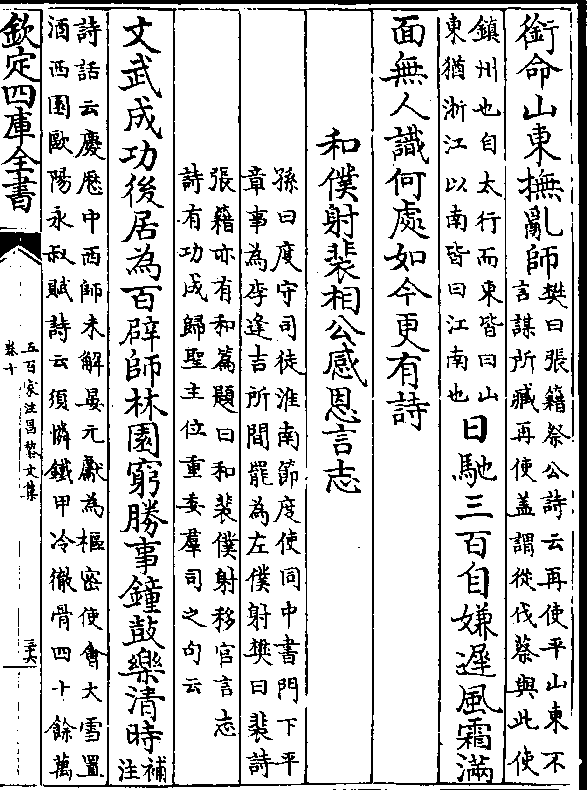 銜命山東撫亂師樊曰張籍祭公詩云再使平山東不
言謀所臧再使蓋謂從伐蔡與此使
鎮州也自太行而東皆曰山
東猶浙江以南皆曰江南也日馳三百自嫌遲風霜滿
面無人識何處如今更有詩
和僕射裴相公感恩言志
孫曰度守司徒淮南節度使同中書門下平
章事為李逢吉所間罷為左僕射樊曰裴詩
張籍亦有和篇題曰和裴僕射移官言志
詩有功成歸聖主位重委羣司之句云
文武成功後居為百辟師林園窮勝事鐘鼓樂清時補
注
詩話云慶厯中西師未解晏元獻為樞密使會大雪置
酒西園歐陽永叔賦詩云須憐鐵甲冷徹骨四十餘萬
欽定四庫全書
五百家注昌黎文集
卷十
三六